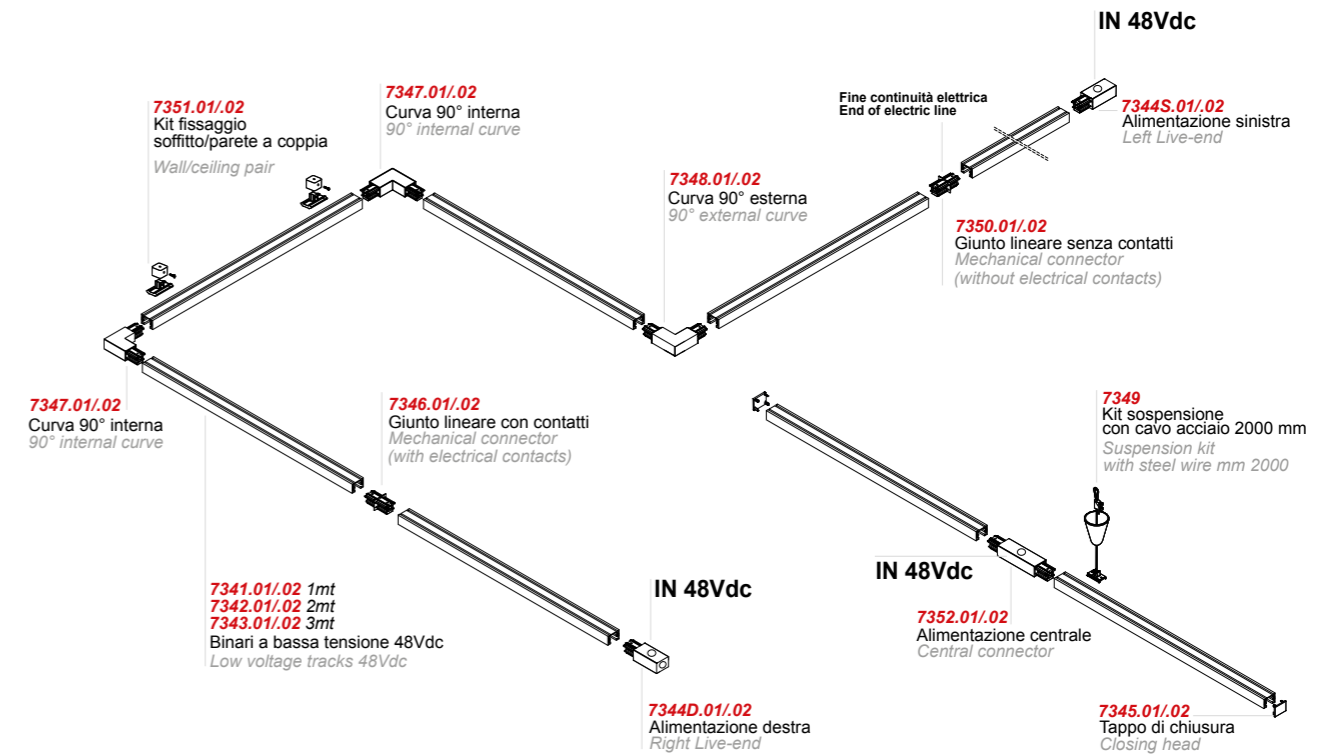 IN 48Vdc
7351.01/.02
Kit fissaggio
soffitto/parete a coppia
Wall/ceiling pair
7347.01/.02
Curva 90° interna
90° internal curve
Fine continuità elettrica
End of electric line
7344S.01/.02
Alimentazione sinistra
Left Live-end
7348.01/.02
Curva 90° esterna
90° external curve
7350.01/.02
Giunto lineare senza contatti
Mechanical connector
(without electrical contacts)
7347.01/.02
Curva 90° interna
90° internal curve
7346.01/.02
Giunto lineare con contatti
Mechanical connector
(with electrical contacts)
7349
Kit sospensione
con cavo acciaio 2000 mm
Suspension kit
with steel wire mm 2000
7341.01/.02 1mt
7342.01/.02 2mt
7343.01/.02 3mt
Binari a bassa tensione 48Vdc
Low voltage tracks 48Vdc
IN 48Vdc
IN 48Vdc
7352.01/.02
Alimentazione centrale
Central connector
7344D.01/.02
Alimentazione destra
Right Live-end
7345.01/.02
Tappo di chiusura
Closing head